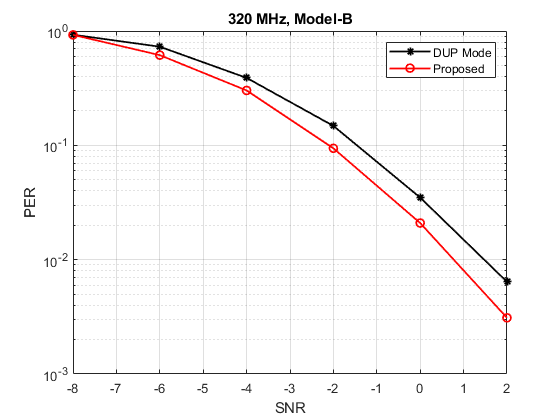 320 MHz, Model-B
DUP Mode
Proposed
10^0
10^-1
10^-2
10^-3
PER
-8 -7 -6 -5 -4 -3 -2 -1 0 1 2
SNR